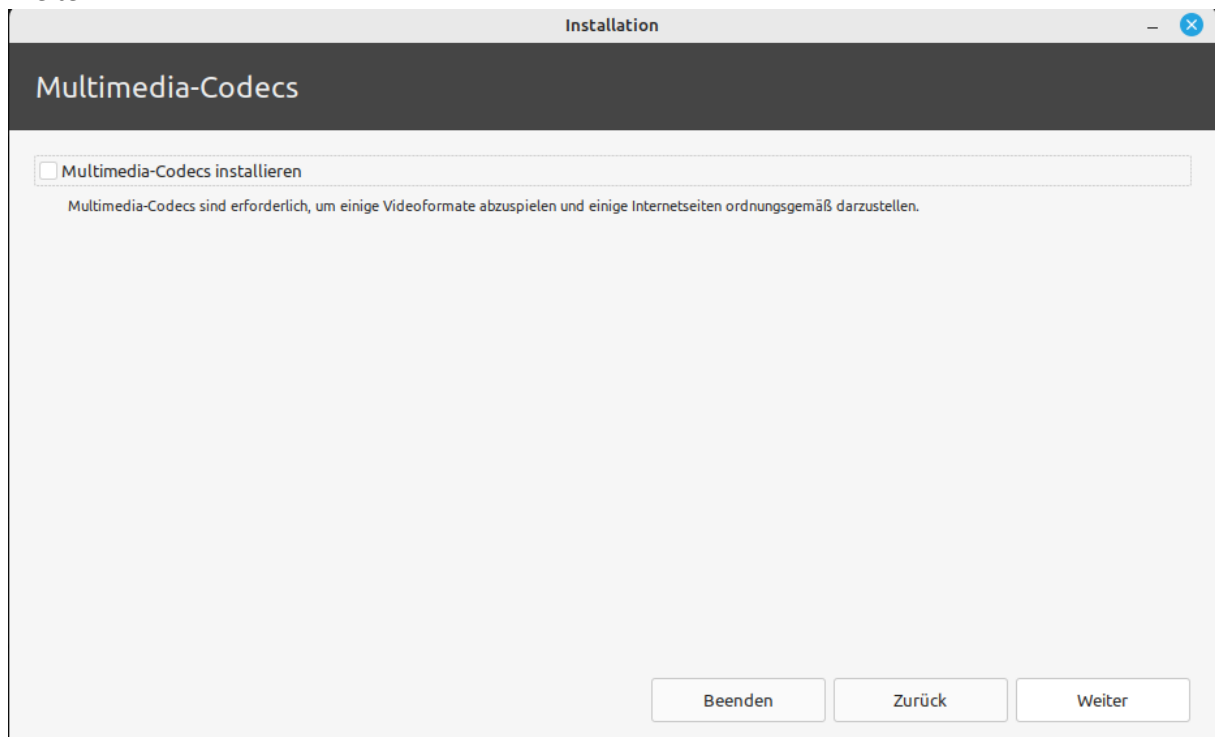 Installation
Multimedia-Codecs
Multimedia-Codecs installieren
Multimedia-Codecs sind erforderlich, um einige Videoformate abzuspielen und einige Internetseiten ordnungsgemäß darzustellen.
Beenden Zurück Weiter